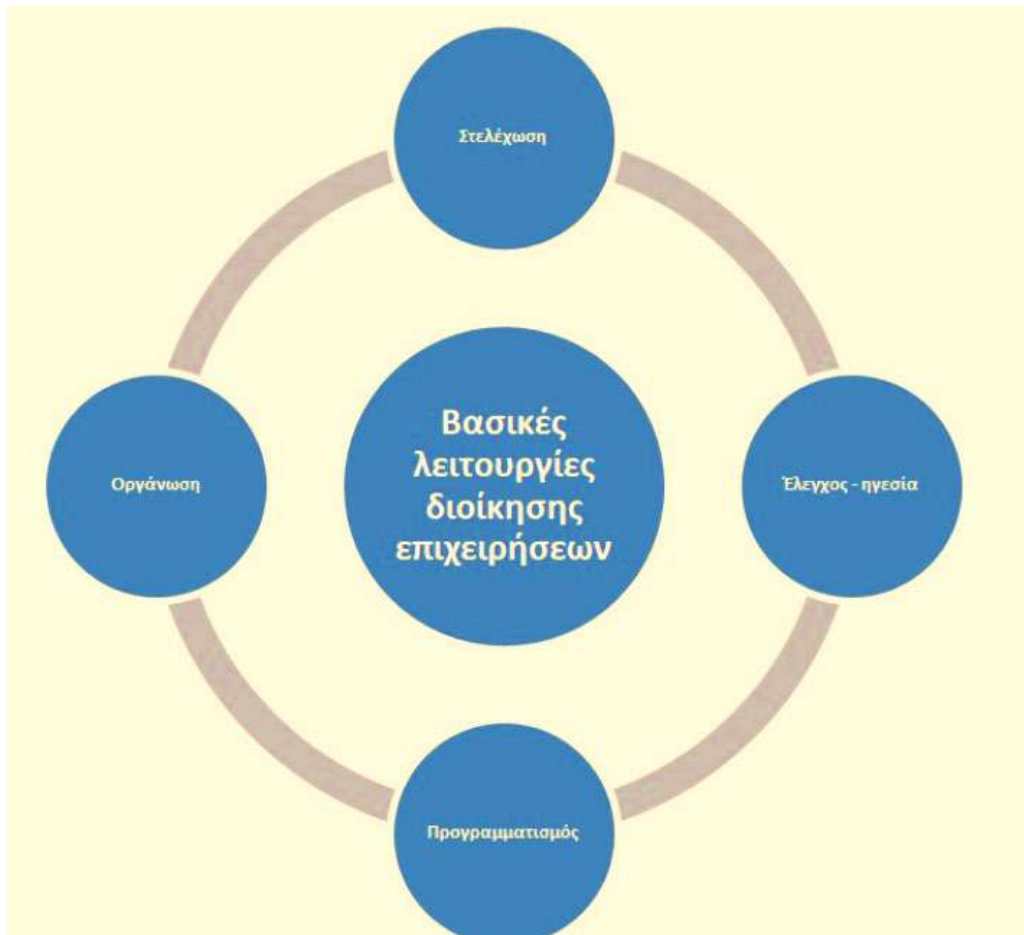 Στελέχωση
Οργάνωση
Βασικές
λειτουργίες
διοίκησης
επιχειρήσεων
Έλεγχος - ηγεσία
Προγραμματισμός